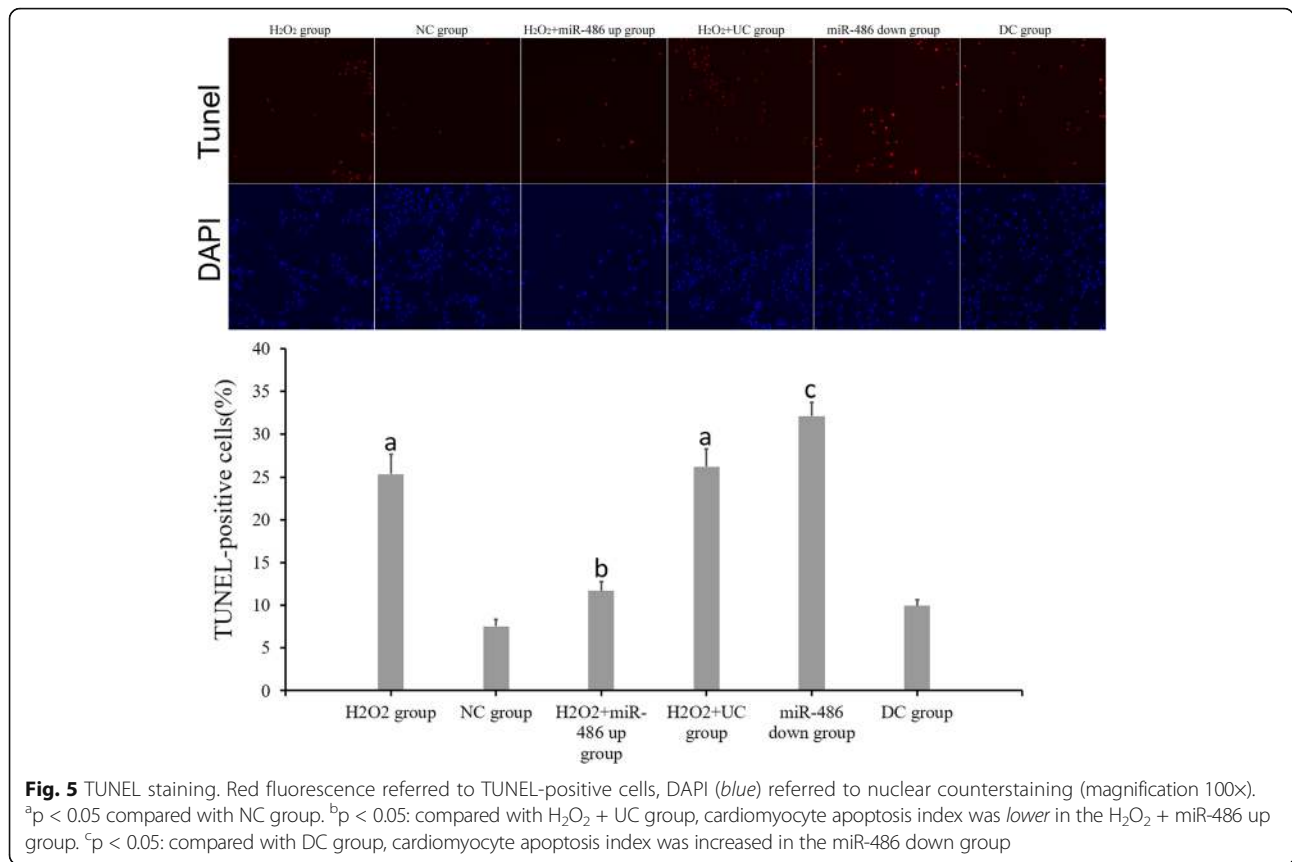 H₂O₂ group NC group H₂O₂+miR-486 up group H₂O₂+UC group miR-486 down group DC group
Tunel
DAPI
TUNEL-positive cells(%)
40
35
30
25
20
15
10
5
0
a
b
a
c
H2O2 group
NC group
H2O2+miR-
486 up
group
H2O2+UC
group
miR-486
down group
DC group
Fig. 5 TUNEL staining. Red fluorescence referred to TUNEL-positive cells, DAPI (blue) referred to nuclear counterstaining (magnification 100×).
ᵃp < 0.05 compared with NC group. ᵇp < 0.05: compared with H₂O₂ + UC group, cardiomyocyte apoptosis index was lower in the H₂O₂ + miR-486 up
group. ᶜp < 0.05: compared with DC group, cardiomyocyte apoptosis index was increased in the miR-486 down group